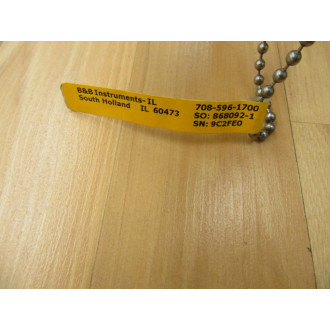 B&B Instruments-IL
South Holland IL 60473
708-596-1700
SO: 868092-1
SN: 9C2FE0